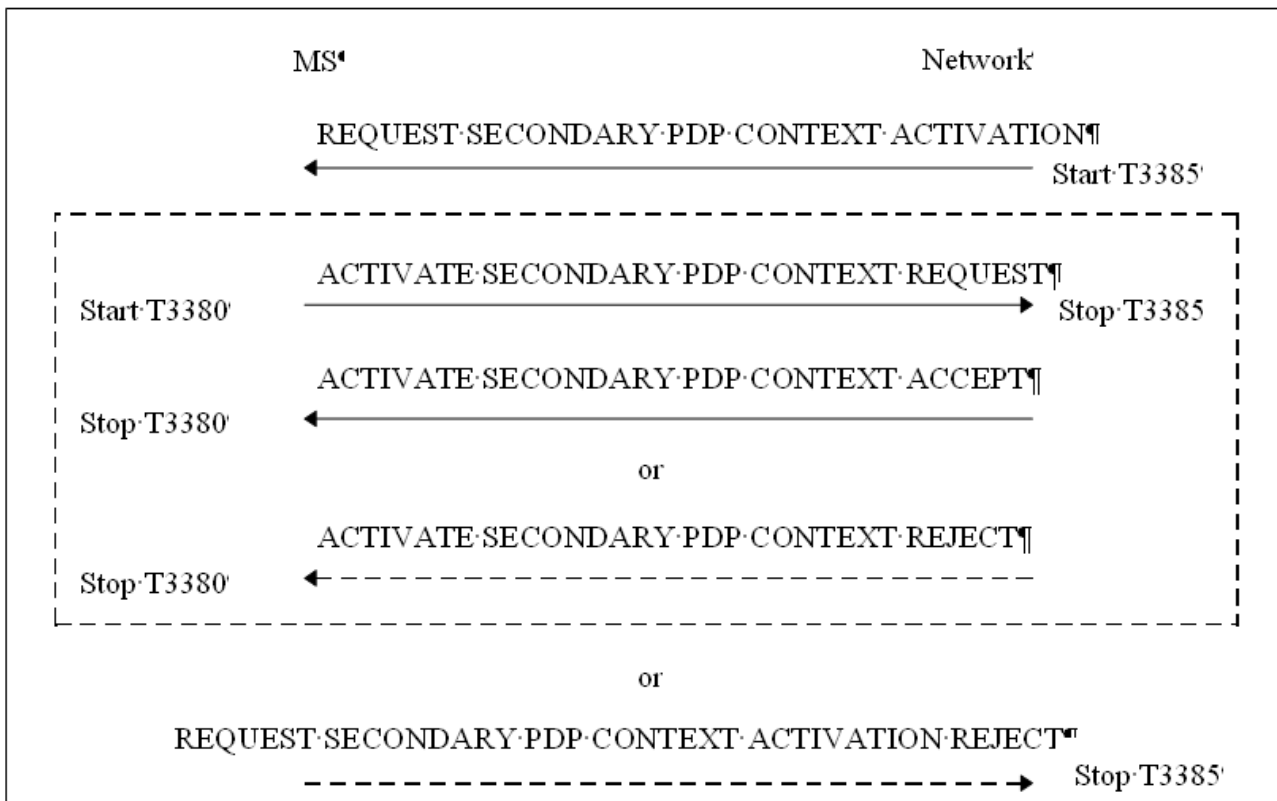 MS¶ Network
REQUEST·SECONDARY·PDP·CONTEXT·ACTIVATION¶
Start·T3385
ACTIVATE·SECONDARY·PDP·CONTEXT·REQUEST¶
Start·T3380 Stop·T3385
ACTIVATE·SECONDARY·PDP·CONTEXT·ACCEPT¶
Stop·T3380
or
ACTIVATE·SECONDARY·PDP·CONTEXT·REJECT¶
Stop·T3380
or
REQUEST·SECONDARY·PDP·CONTEXT·ACTIVATION·REJECT¶
Stop·T3385